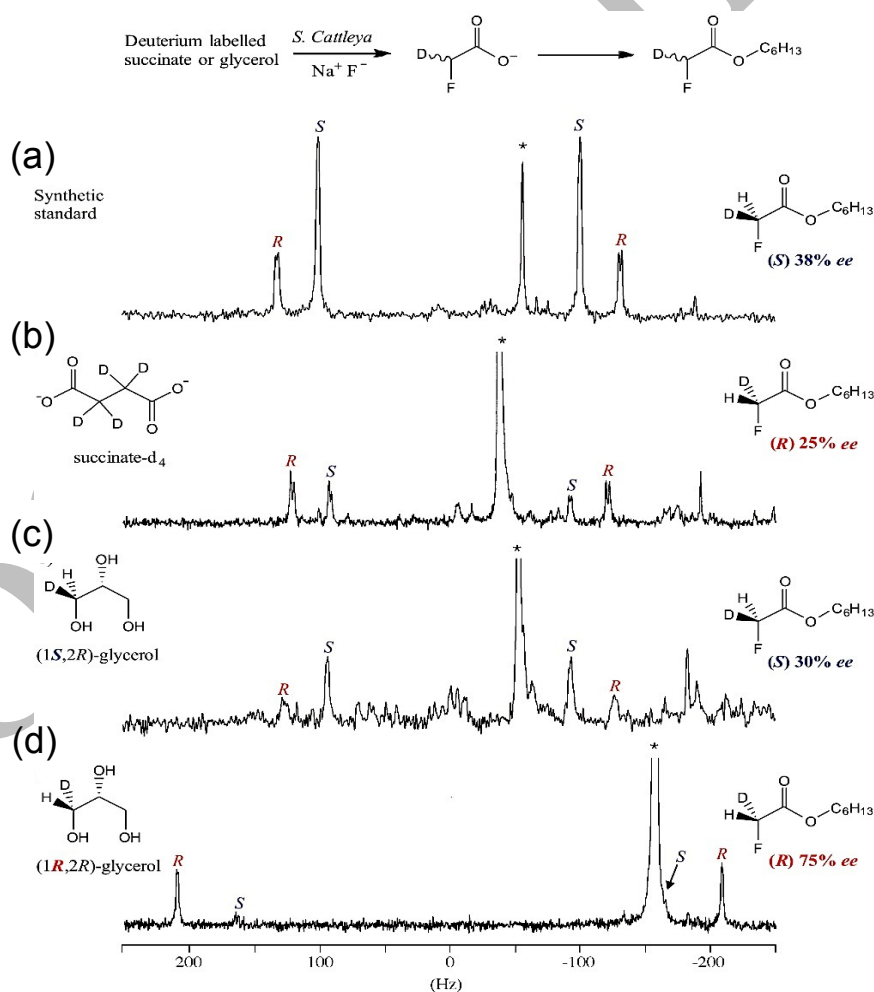 Deuterium labelled
succinate or glycerol
S. Cattleya
Na⁺ F⁻
D
F
O
O⁻
D
F
O
O
C₆H₁₃
(a)
Synthetic
standard
R
S
*
S
R
H
D
F
O
O
C₆H₁₃
(S) 38% ee
(b)
⁻O
O
D
D
D
D
O
O⁻
succinate-d₄
R
S
*
S
R
D
H
F
O
O
C₆H₁₃
(R) 25% ee
(c)
OH
H
D
OH
OH
(1S,2R)-glycerol
R
S
*
S
R
H
D
F
O
O
C₆H₁₃
(S) 30% ee
(d)
OH
D
H
OH
OH
(1R,2R)-glycerol
R
S
*
S
R
D
H
F
O
O
C₆H₁₃
(R) 75% ee
200 100 0 -100 -200
(Hz)